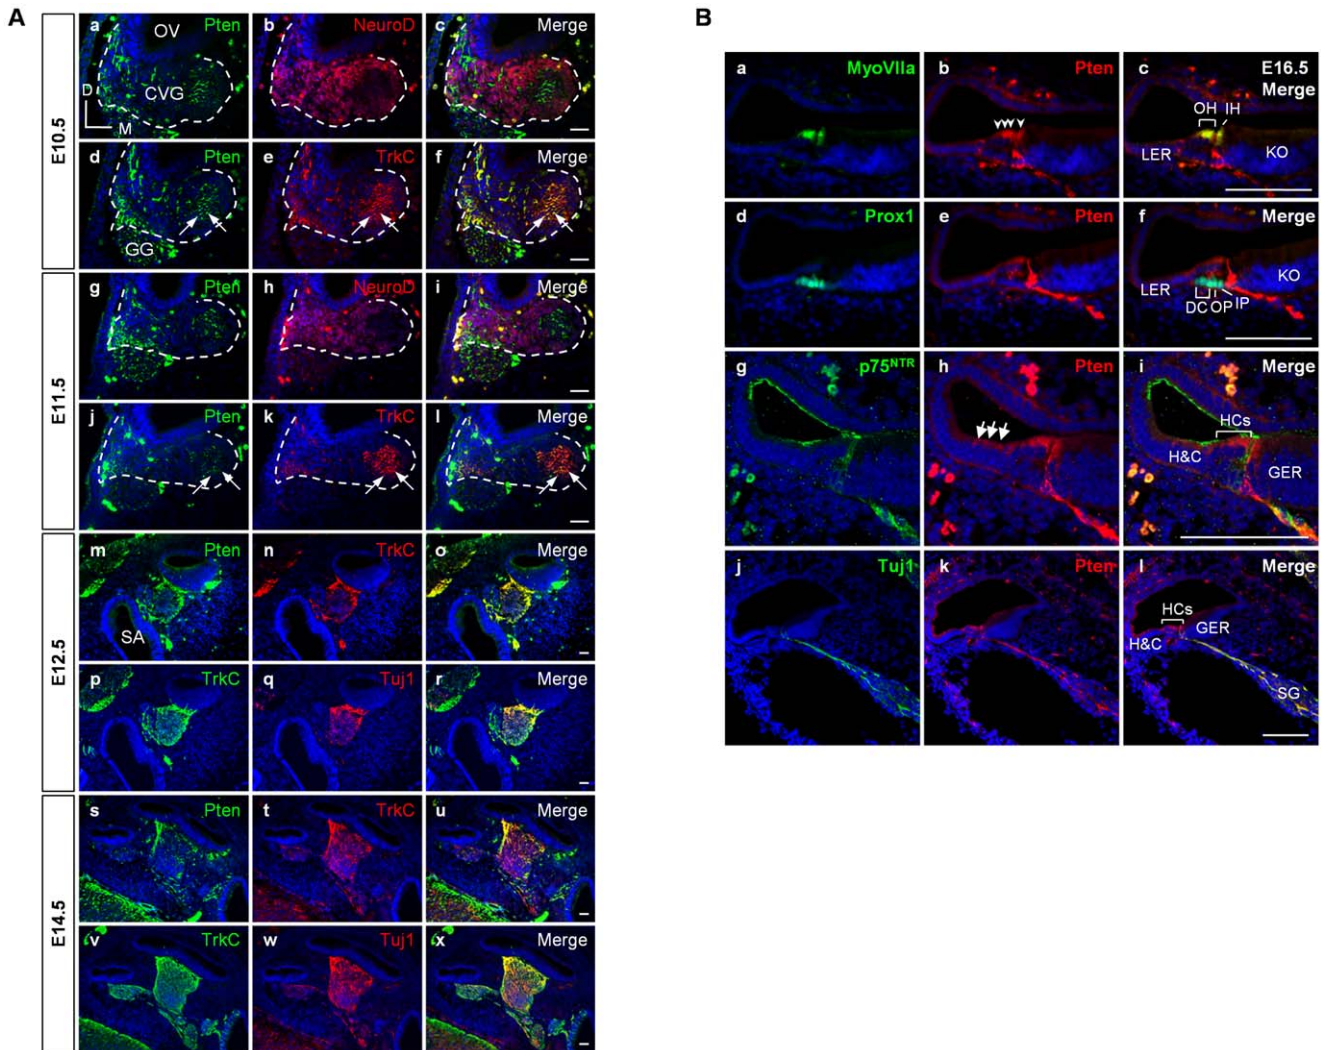 A
E10.5
a Pten OV CVG D M
b NeuroD
c Merge
d Pten GG
e TrkC
f Merge
E11.5
g Pten
h NeuroD
i Merge
j Pten
k TrkC
l Merge
E12.5
m Pten SA
n TrkC
o Merge
p TrkC
q Tuj1
r Merge
E14.5
s Pten
t TrkC
u Merge
v TrkC
w Tuj1
x Merge
B
a MyoVIIa
b Pten
c E16.5
Merge
OH IH
LER KO
d Prox1
e Pten
f Merge
LER KO
DC OP IP
g p75NTR
h Pten
i Merge
HCs
H&C GER
j Tuj1
k Pten
l Merge
HCs
H&C GER
SG